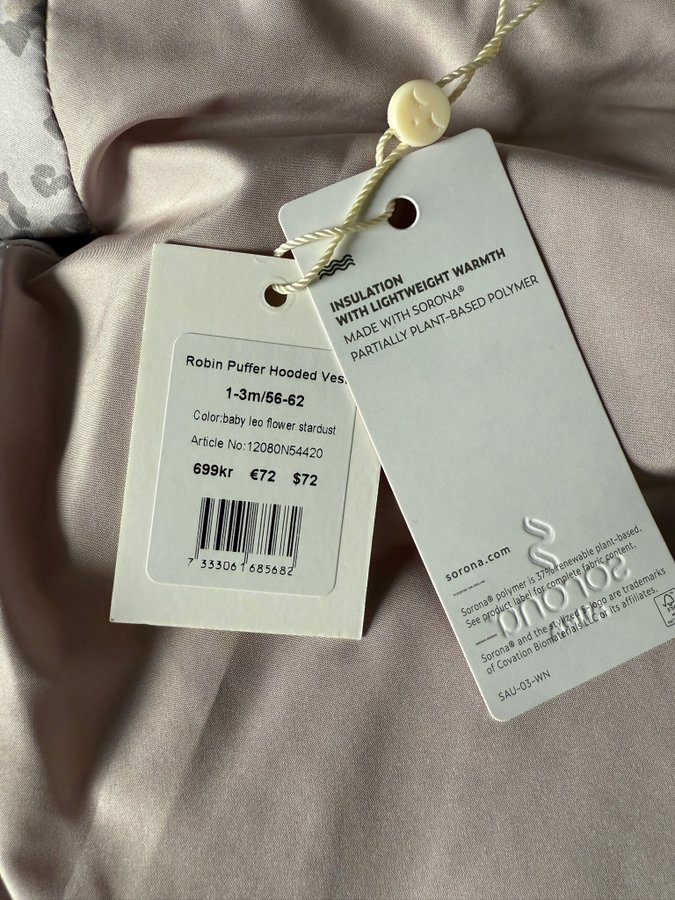 Robin Puffer Hooded Ves
1-3m/56-62
Color:baby leo flower stardust
Article No:12080N54420
699kr €72 $72
7 333061 685682
INSULATION
WITH LIGHTWEIGHT WARMTH
MADE WITH SORONA®
PARTIALLY PLANT-BASED POLYMER
sorona.com
Sorona® polymer is 37% renewable plant-based.
See product label for complete fabric content.
Sorona® and the stylized S logo are trademarks
of Covation Biomaterials LLC or its affiliates.
SAU-03-WN
sorona